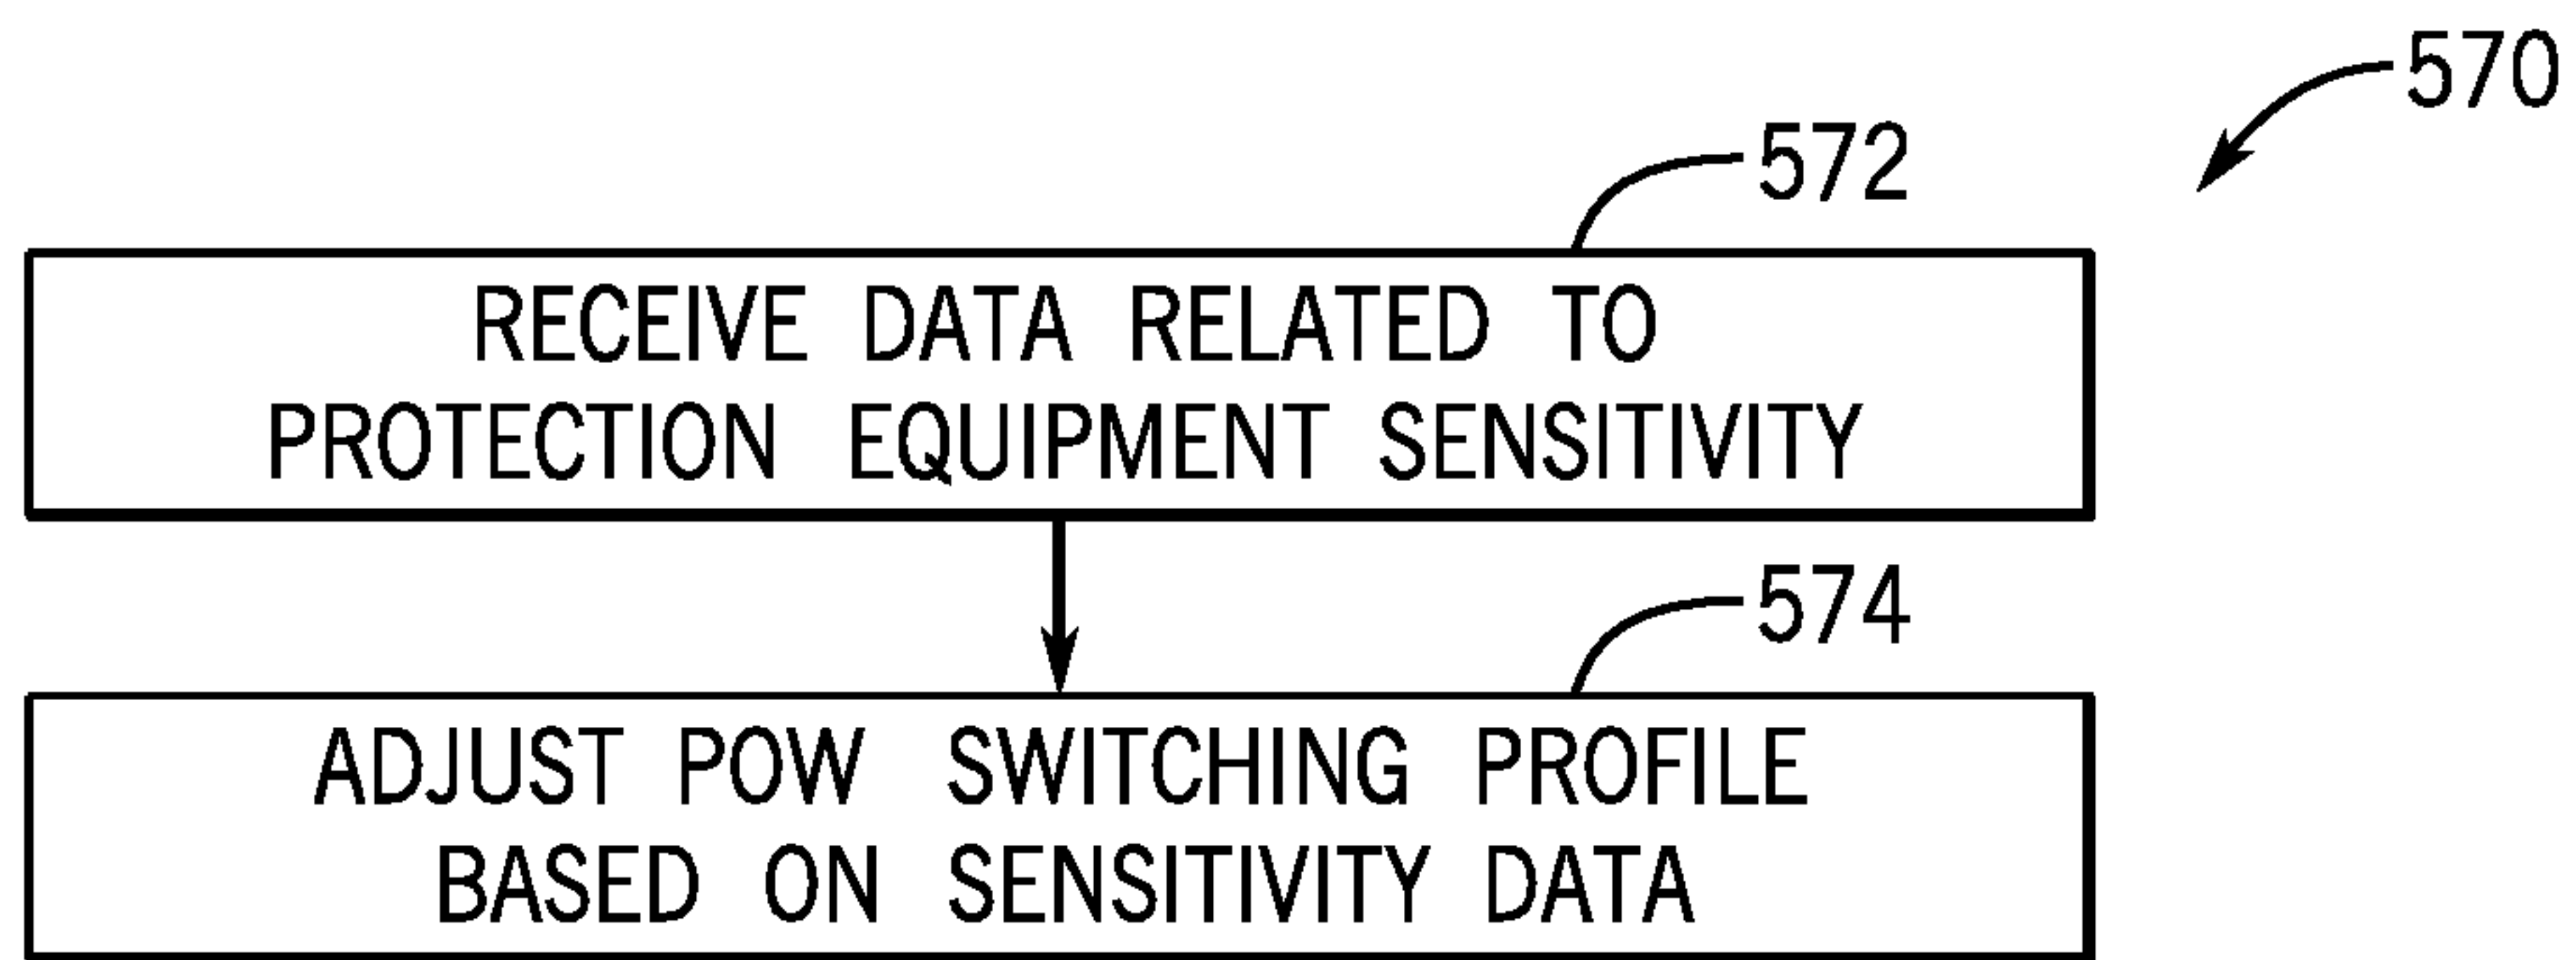 570
572
RECEIVE DATA RELATED TO
PROTECTION EQUIPMENT SENSITIVITY
574
ADJUST POW SWITCHING PROFILE
BASED ON SENSITIVITY DATA